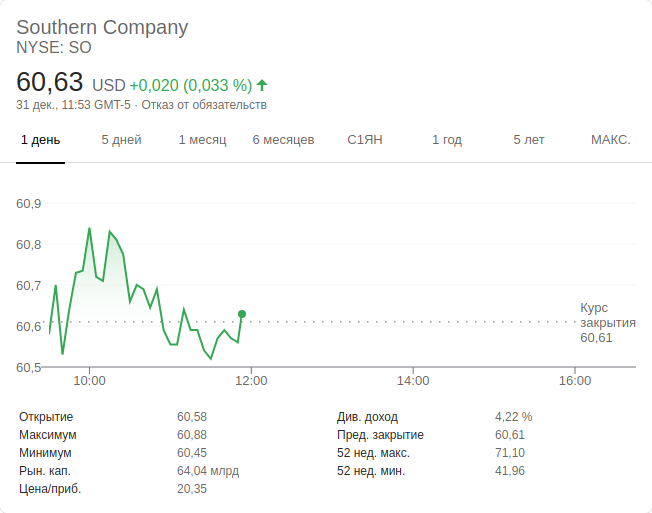 Southern Company
NYSE: SO
60,63 USD +0,020 (0,033 %)
31 дек., 11:53 GMT-5 · Отказ от обязательств
1 день 5 дней 1 месяц 6 месяцев С1ЯН 1 год 5 лет МАКС.
60,9
60,8
60,7
60,6
60,5
Курс
закрытия
60,61
10:00 12:00 14:00 16:00
Открытие 60,58
Максимум 60,88
Минимум 60,45
Рын. кап. 64,04 млрд
Цена/приб. 20,35
Див. доход 4,22 %
Пред. закрытие 60,61
52 нед. макс. 71,10
52 нед. мин. 41,96